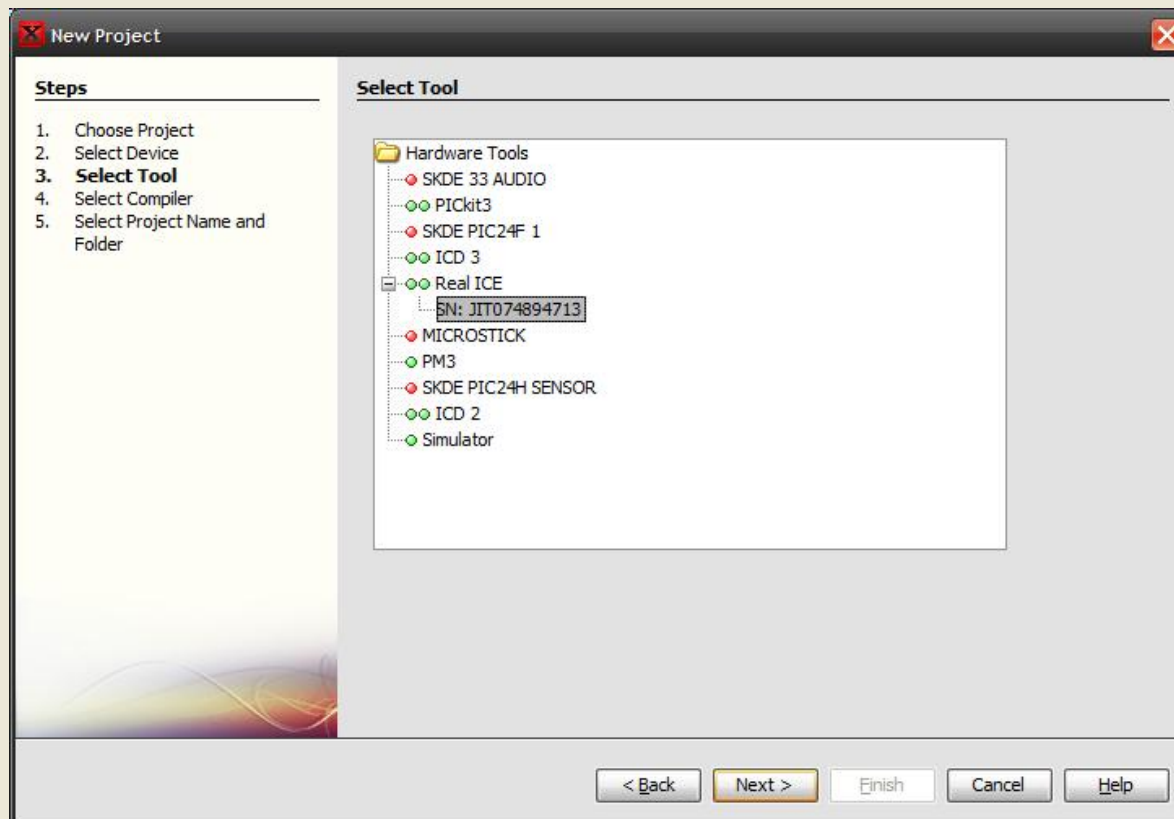 New Project
Steps
1. Choose Project
2. Select Device
3. Select Tool
4. Select Compiler
5. Select Project Name and
Folder
Select Tool
Hardware Tools
SKDE 33 AUDIO
PICkit3
SKDE PIC24F 1
ICD 3
Real ICE
SN: JIT074894713
MICROSTICK
PM3
SKDE PIC24H SENSOR
ICD 2
Simulator
< Back
Next >
Finish
Cancel
Help